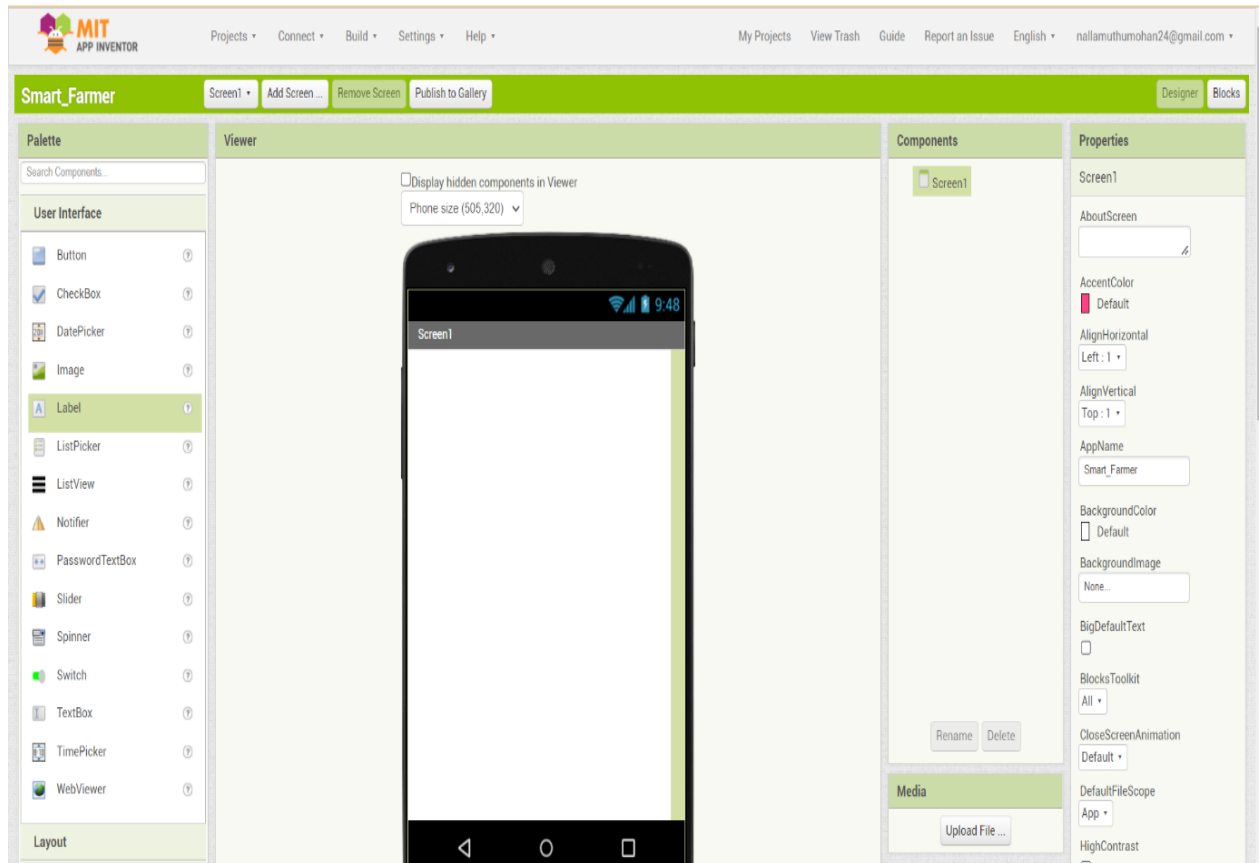 MIT
APP INVENTOR
Projects Connect Build Settings Help My Projects View Trash Guide Report an Issue English nallamuthumohan24@gmail.com
Smart_Farmer Screen1 Add Screen ... Remove Screen Publish to Gallery Designer Blocks
Palette
Search Components...
User Interface
Button
CheckBox
DatePicker
Image
Label
ListPicker
ListView
Notifier
PasswordTextBox
Slider
Spinner
Switch
TextBox
TimePicker
WebViewer
Layout
Viewer
Display hidden components in Viewer
Phone size (505,320)
9:48
Screen1
Components
Screen1
Rename Delete
Media
Upload File ...
Properties
Screen1
AboutScreen
AccentColor
Default
AlignHorizontal
Left : 1
AlignVertical
Top : 1
AppName
Smart_Farmer
BackgroundColor
Default
BackgroundImage
None...
BigDefaultText
BlocksToolkit
All
CloseScreenAnimation
Default
DefaultFileScope
App
HighContrast